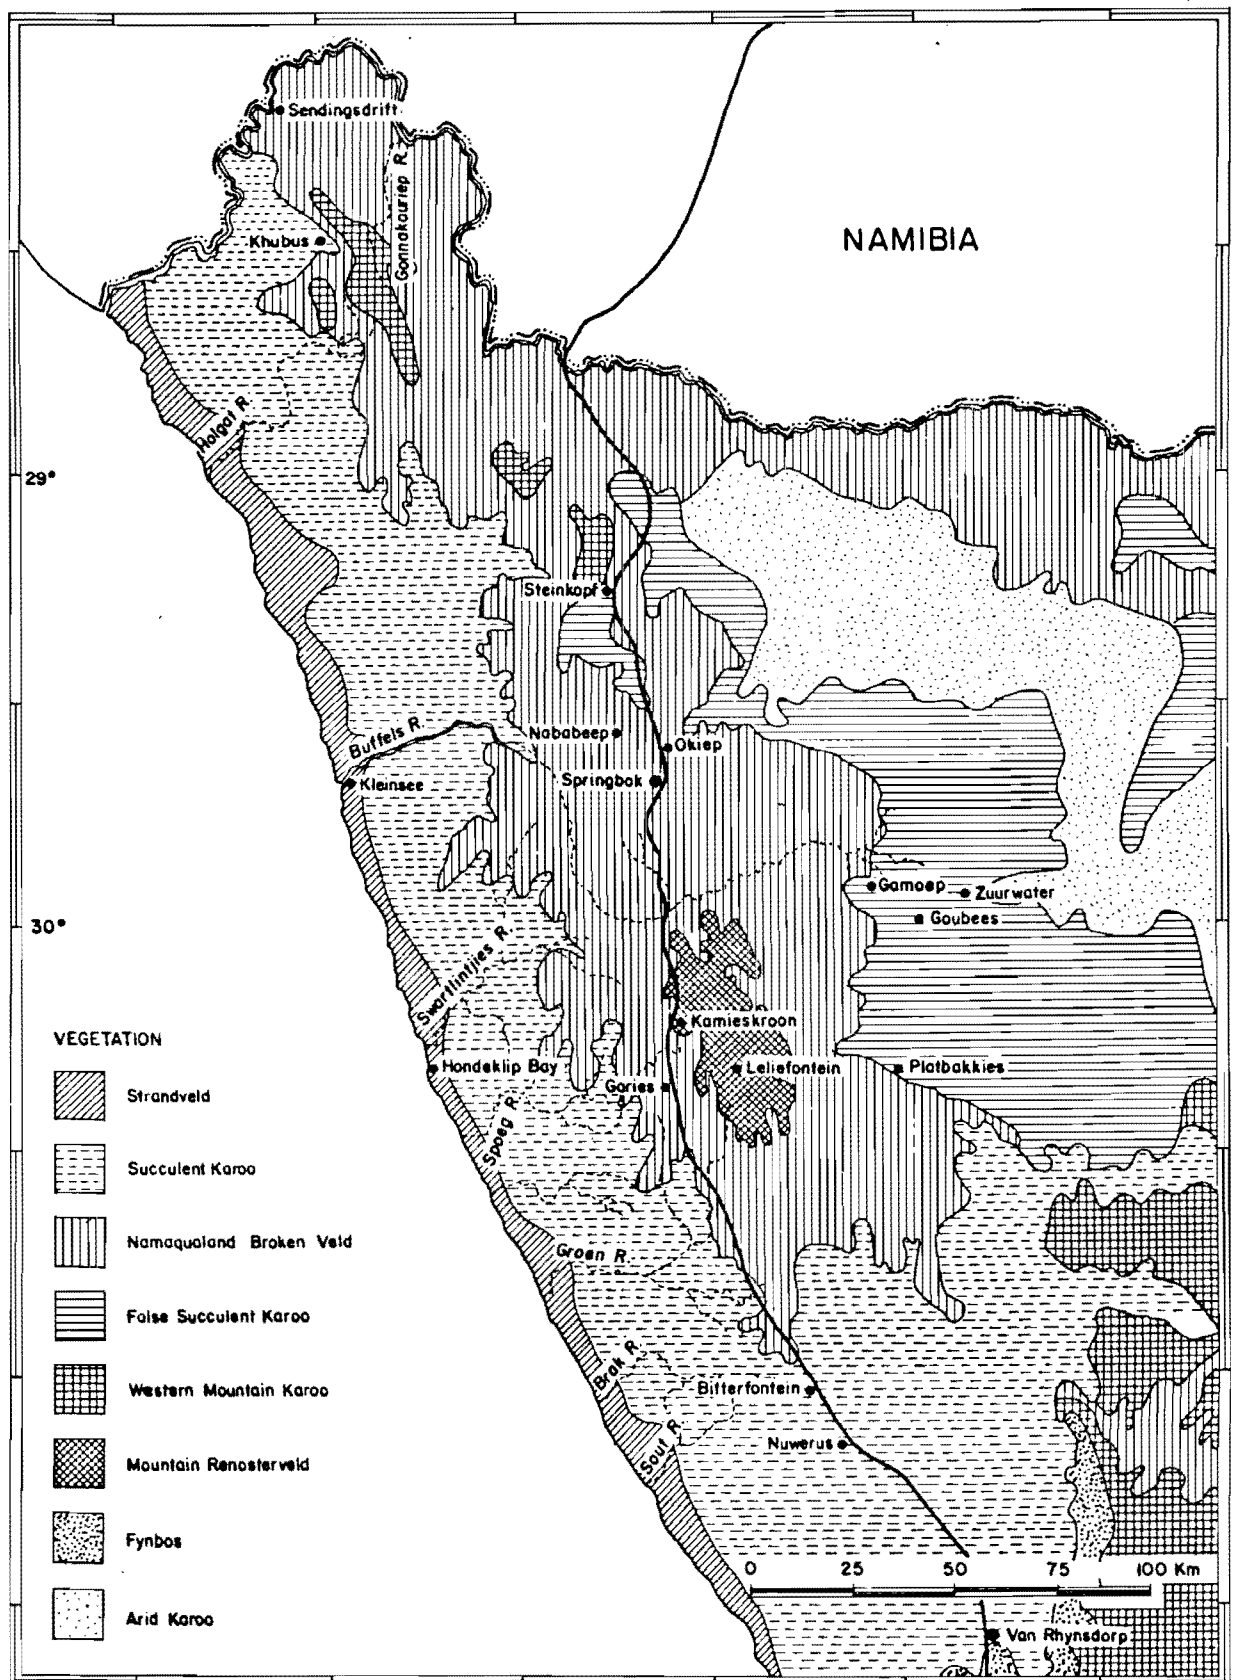 Sendingsdrift
Gannakouriep R.
Khubus
NAMIBIA
Holgat R.
29°
Steinkopf
Buffels R.
Nababeep
Okiep
Kleinsee
Springbok
Gamoep
Zuurwater
Goubees
30°
Swartlintjies R.
Kamieskroon
VEGETATION
Hondeklip Bay
Leliefontein
Platbakkies
Garies
Strandveld
Spoeg R.
Succulent Karoo
Namaqualand Broken Veld
Groen R.
False Succulent Karoo
Brak R.
Western Mountain Karoo
Bitterfontein
Nuwerus
Sout R.
Mountain Renosterveld
Fynbos
0 25 50 75 100 Km
Arid Karoo
Van Rhynsdorp